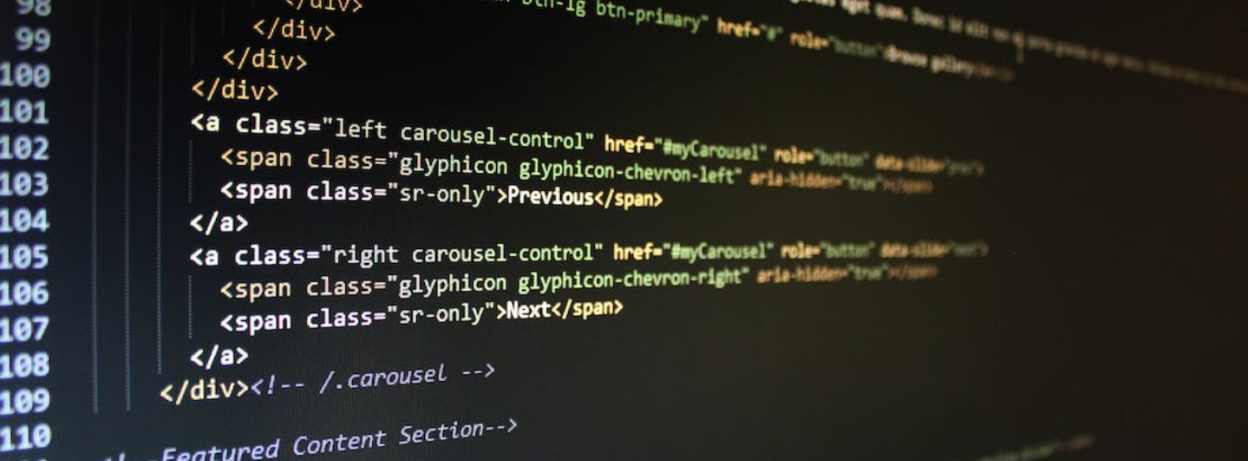 98 </div>
99 </div> btn-lg btn-primary" href="#" role="button">Browse gallery
100 </div>
101 </div>
102 <a class="left carousel-control" href="#myCarousel" role="button" data-slide="prev">
103 <span class="glyphicon glyphicon-chevron-left" aria-hidden="true"></span>
104 <span class="sr-only">Previous</span>
105 </a>
106 <a class="right carousel-control" href="#myCarousel" role="button" data-slide="next">
107 <span class="glyphicon glyphicon-chevron-right" aria-hidden="true"></span>
108 <span class="sr-only">Next</span>
109 </a>
110 </div><!-- /.carousel -->
Featured Content Section-->